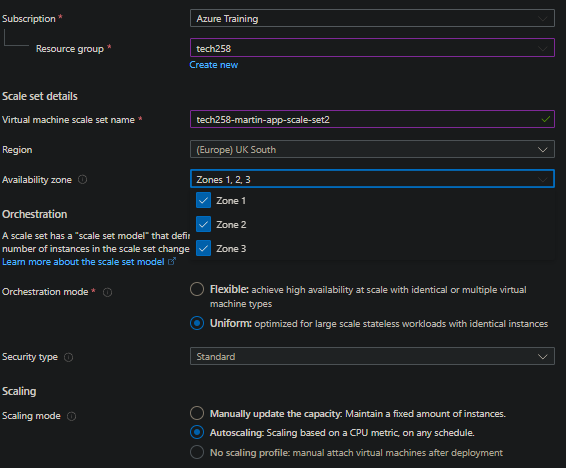 Subscription *
Azure Training
Resource group *
tech258
Create new
Scale set details
Virtual machine scale set name *
tech258-martin-app-scale-set2
Region
(Europe) UK South
Availability zone
Zones 1, 2, 3
Zone 1
Zone 2
Zone 3
Orchestration
A scale set has a "scale set model" that defin
number of instances in the scale set change
Learn more about the scale set model
Orchestration mode *
Flexible: achieve high availability at scale with identical or multiple virtual
machine types
Uniform: optimized for large scale stateless workloads with identical instances
Security type
Standard
Scaling
Scaling mode
Manually update the capacity: Maintain a fixed amount of instances.
Autoscaling: Scaling based on a CPU metric, on any schedule.
No scaling profile: manual attach virtual machines after deployment